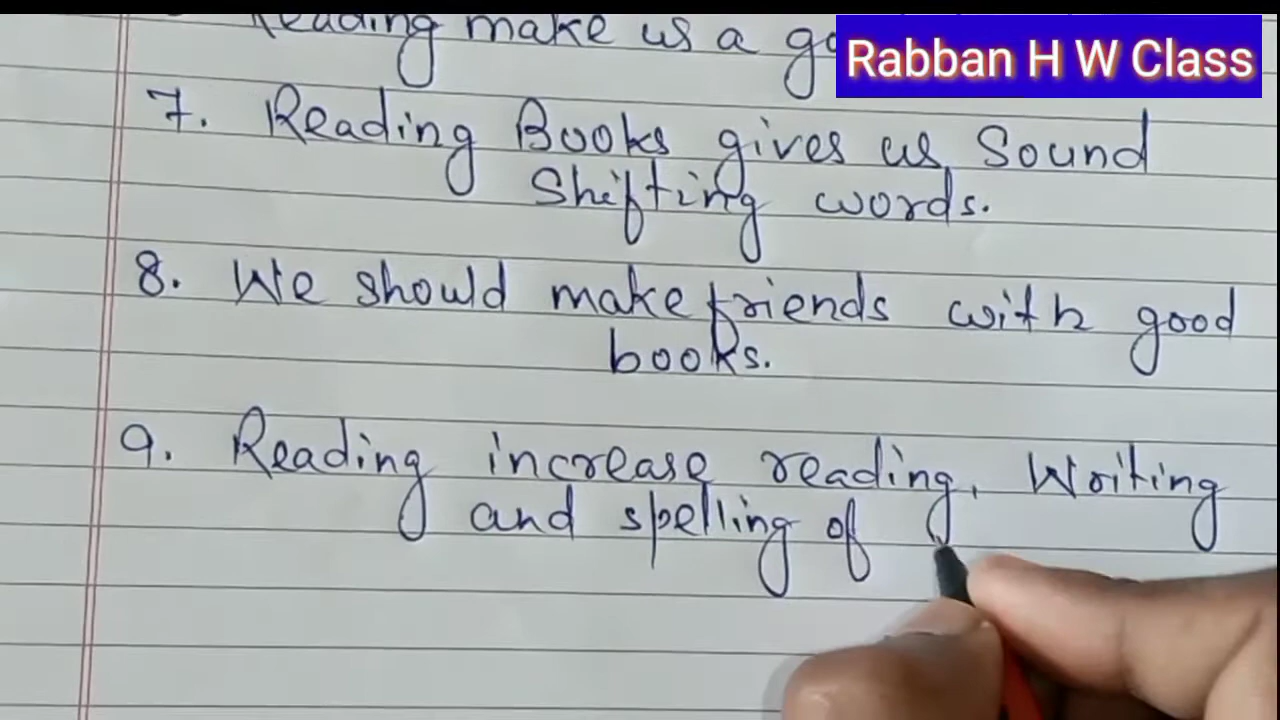 Reading make us a
Rabban H W Class
7. Reading Books gives us Sound
Shifting words.
8. We should make friends with good
books.
9. Reading increase reading, Writing
and spelling of